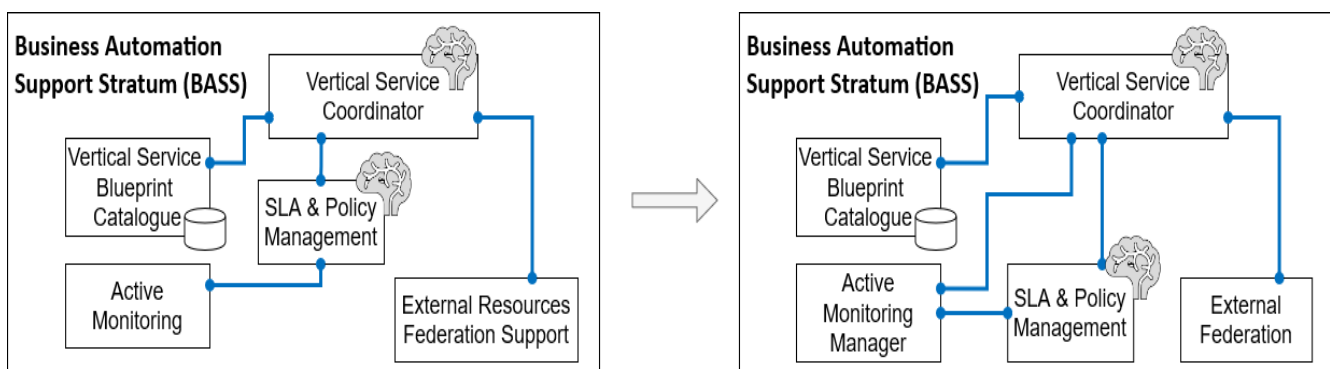 Business Automation
Support Stratum (BASS)
Vertical Service
Coordinator
Vertical Service
Blueprint
Catalogue
SLA & Policy
Management
Active
Monitoring
External Resources
Federation Support
Business Automation
Support Stratum (BASS)
Vertical Service
Coordinator
Vertical Service
Blueprint
Catalogue
Active
Monitoring
Manager
SLA & Policy
Management
External
Federation